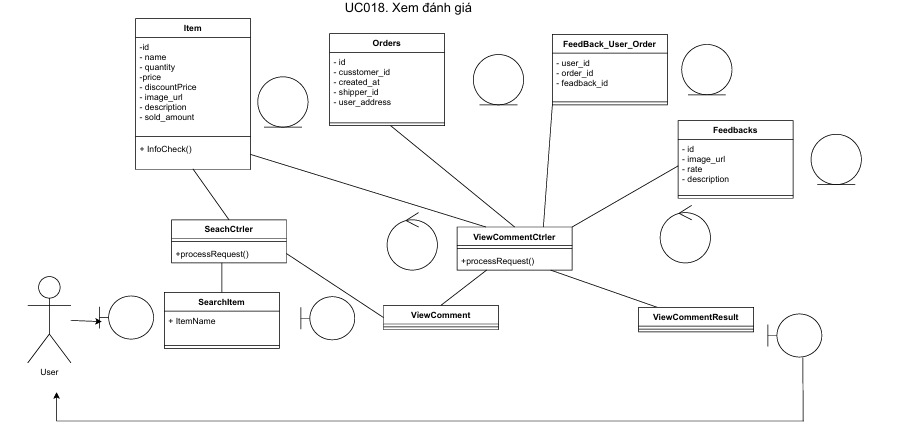 UC018. Xem đánh giá
Item
-id
- name
- quantity
-price
- discountPrice
- image_url
- description
- sold_amount
+ InfoCheck()
Orders
- id
- cusstomer_id
- created_at
- shipper_id
- user_address
FeedBack_User_Order
- user_id
- order_id
- feadback_id
Feedbacks
- id
- image_url
- rate
- description
SeachCtrler
+processRequest()
ViewCommentCtrler
+processRequest()
SearchItem
+ ItemName
ViewComment
ViewCommentResult
User